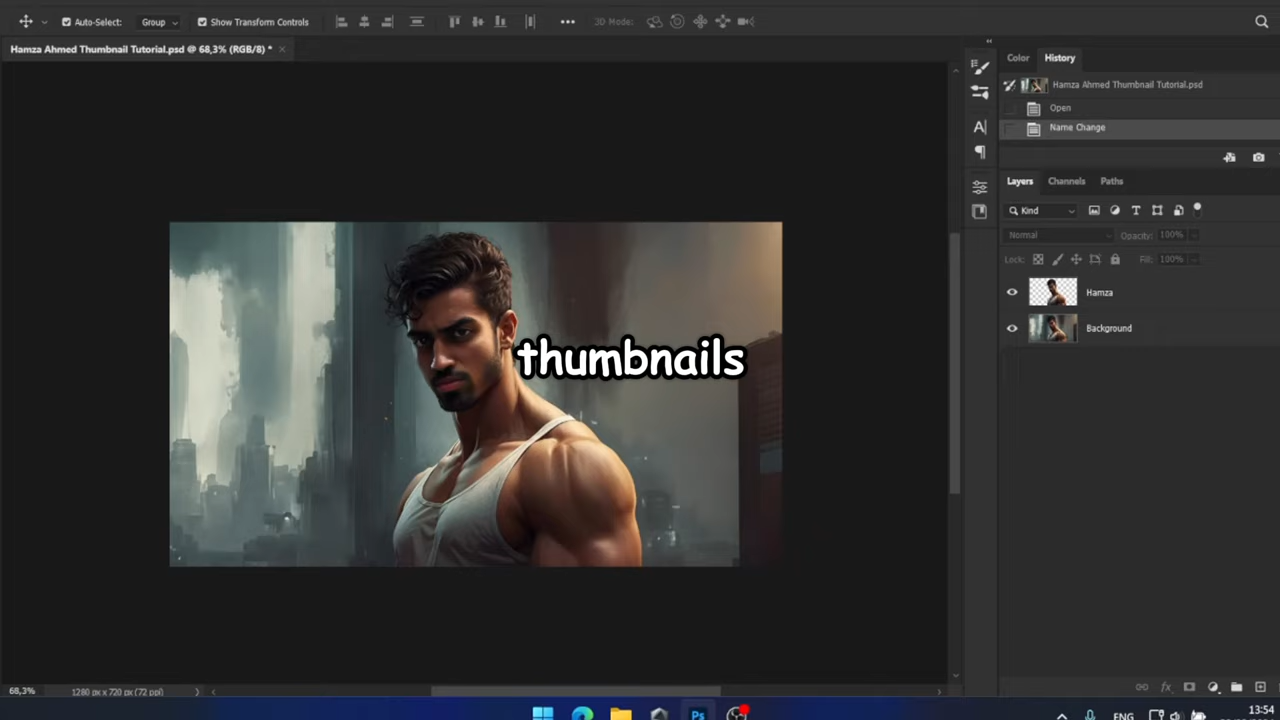 Auto-Select:
Group
Show Transform Controls
3D Mode:
Hamza Ahmed Thumbnail Tutorial.psd @ 68,3% (RGB/8) *
Color
History
Hamza Ahmed Thumbnail Tutorial.psd
Open
Name Change
Layers
Channels
Paths
Kind
Normal
Opacity: 100%
Lock:
Fill: 100%
Hamza
Background
thumbnails
68,3%
1280 px x 720 px (72 ppi)
Ps
ENG
13:54